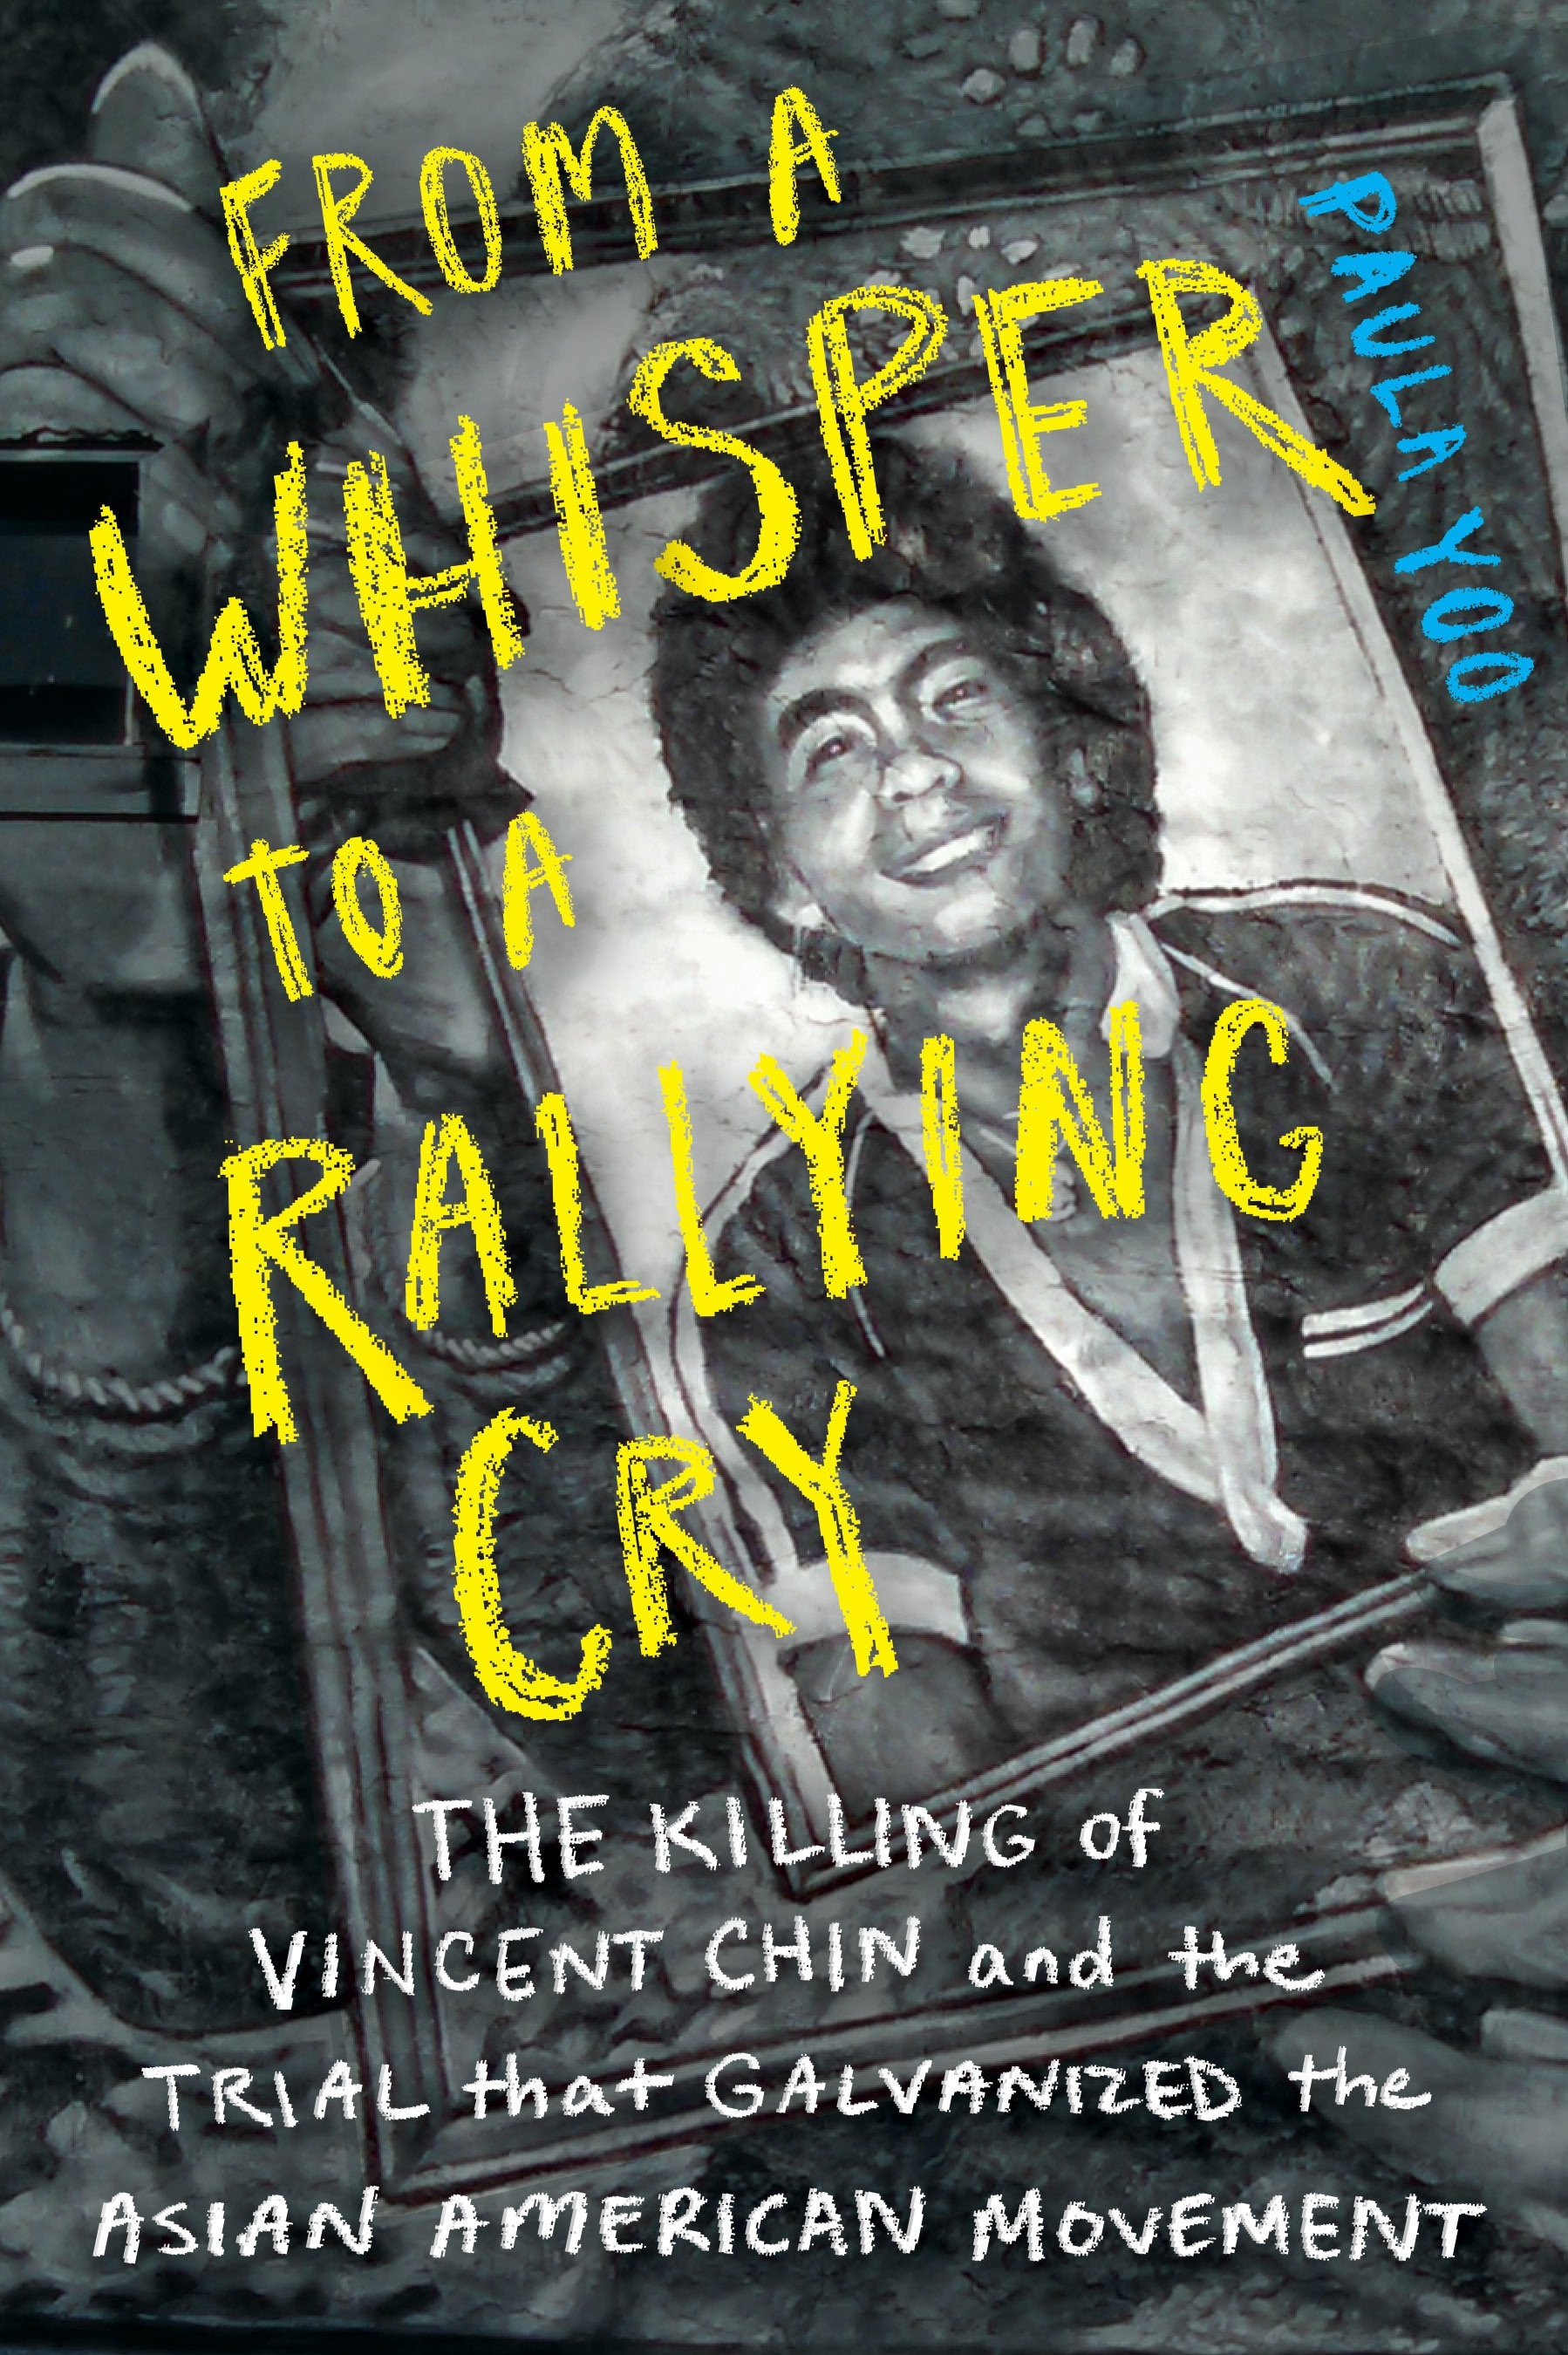 FROM A
WHISPER
TO A
RALLYING
CRY
PAULA YOO
THE KILLING of
VINCENT CHIN and the
TRIAL that GALVANIZED the
ASIAN AMERICAN MOVEMENT